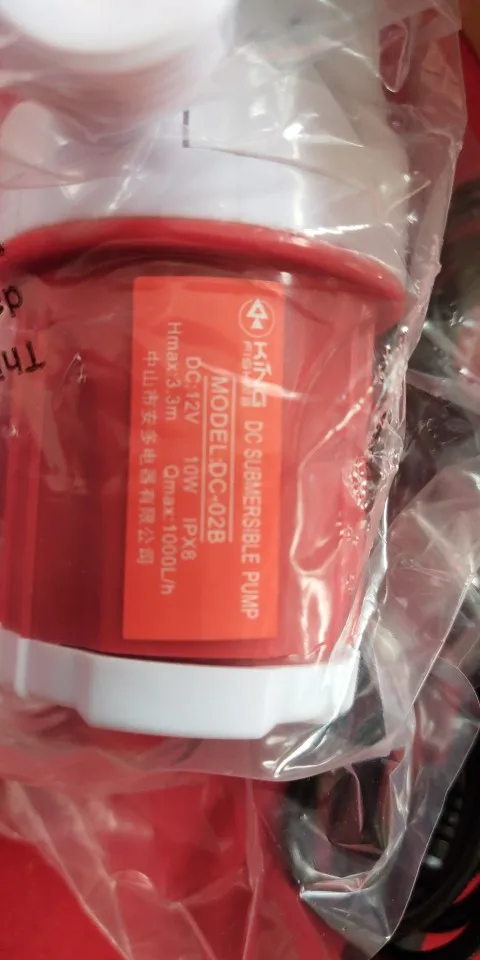 KING DC SUBMERSIBLE PUMP
MODEL:DC-02B
DC:12V 10W IPX6
Hmax:3.3m Qmax:1000L/h
中山市安多电器有限公司